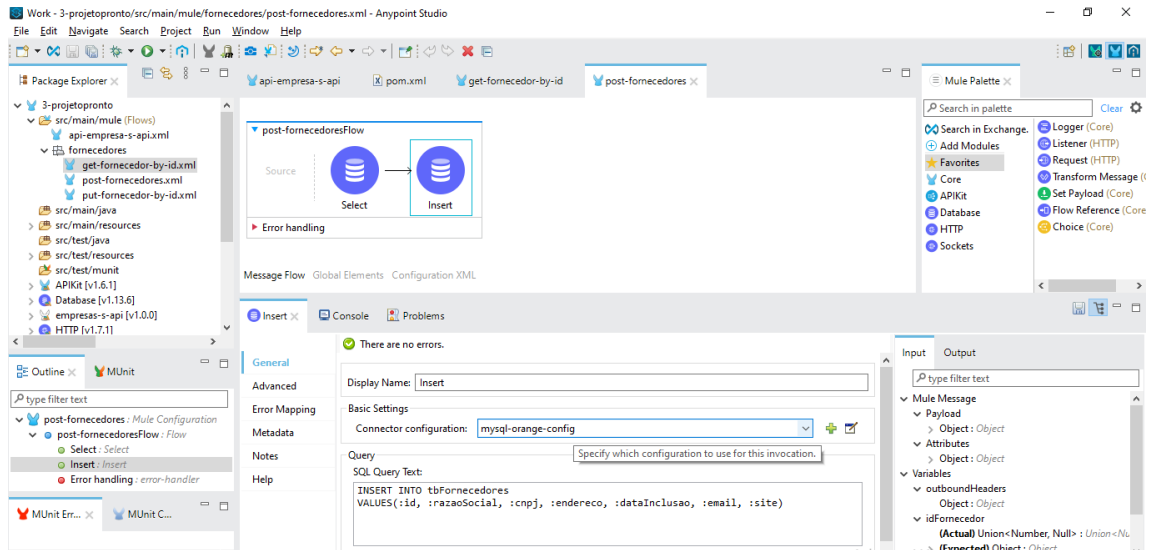 Work - 3-projetopronto/src/main/mule/fornecedores/post-fornecedores.xml - Anypoint Studio
File Edit Navigate Search Project Run Window Help
Package Explorer
3-projetopronto
src/main/mule (Flows)
api-empresa-s-api.xml
fornecedores
get-fornecedor-by-id.xml
post-fornecedores.xml
put-fornecedor-by-id.xml
src/main/java
src/main/resources
src/test/java
src/test/resources
src/test/munit
APIKit [v1.6.1]
Database [v1.13.6]
empresas-s-api [v1.0.0]
HTTP [v1.7.1]
Outline MUnit
type filter text
post-fornecedores : Mule Configuration
post-fornecedoresFlow : Flow
Select : Select
Insert : Insert
Error handling : error-handler
MUnit Err... MUnit C...
api-empresa-s-api pom.xml get-fornecedor-by-id post-fornecedores
post-fornecedoresFlow
Source
Select Insert
Error handling
Message Flow Global Elements Configuration XML
Insert Console Problems
There are no errors.
General
Advanced
Error Mapping
Metadata
Notes
Help
Display Name: Insert
Basic Settings
Connector configuration: mysql-orange-config
Specify which configuration to use for this invocation.
Query
SQL Query Text:
INSERT INTO tbFornecedores
VALUES(:id, :razaoSocial, :cnpj, :endereco, :dataInclusao, :email, :site)
Mule Palette
Search in palette Clear
Search in Exchange.
Add Modules
Favorites
Core
APIKit
Database
HTTP
Sockets
Logger (Core)
Listener (HTTP)
Request (HTTP)
Transform Message (
Set Payload (Core)
Flow Reference (Core
Choice (Core)
Input Output
type filter text
Mule Message
Payload
Object : Object
Attributes
Object : Object
Variables
outboundHeaders
Object : Object
idFornecedor
(Actual) Union<Number, Null> : Union<Nu
(Expected) Object : Object